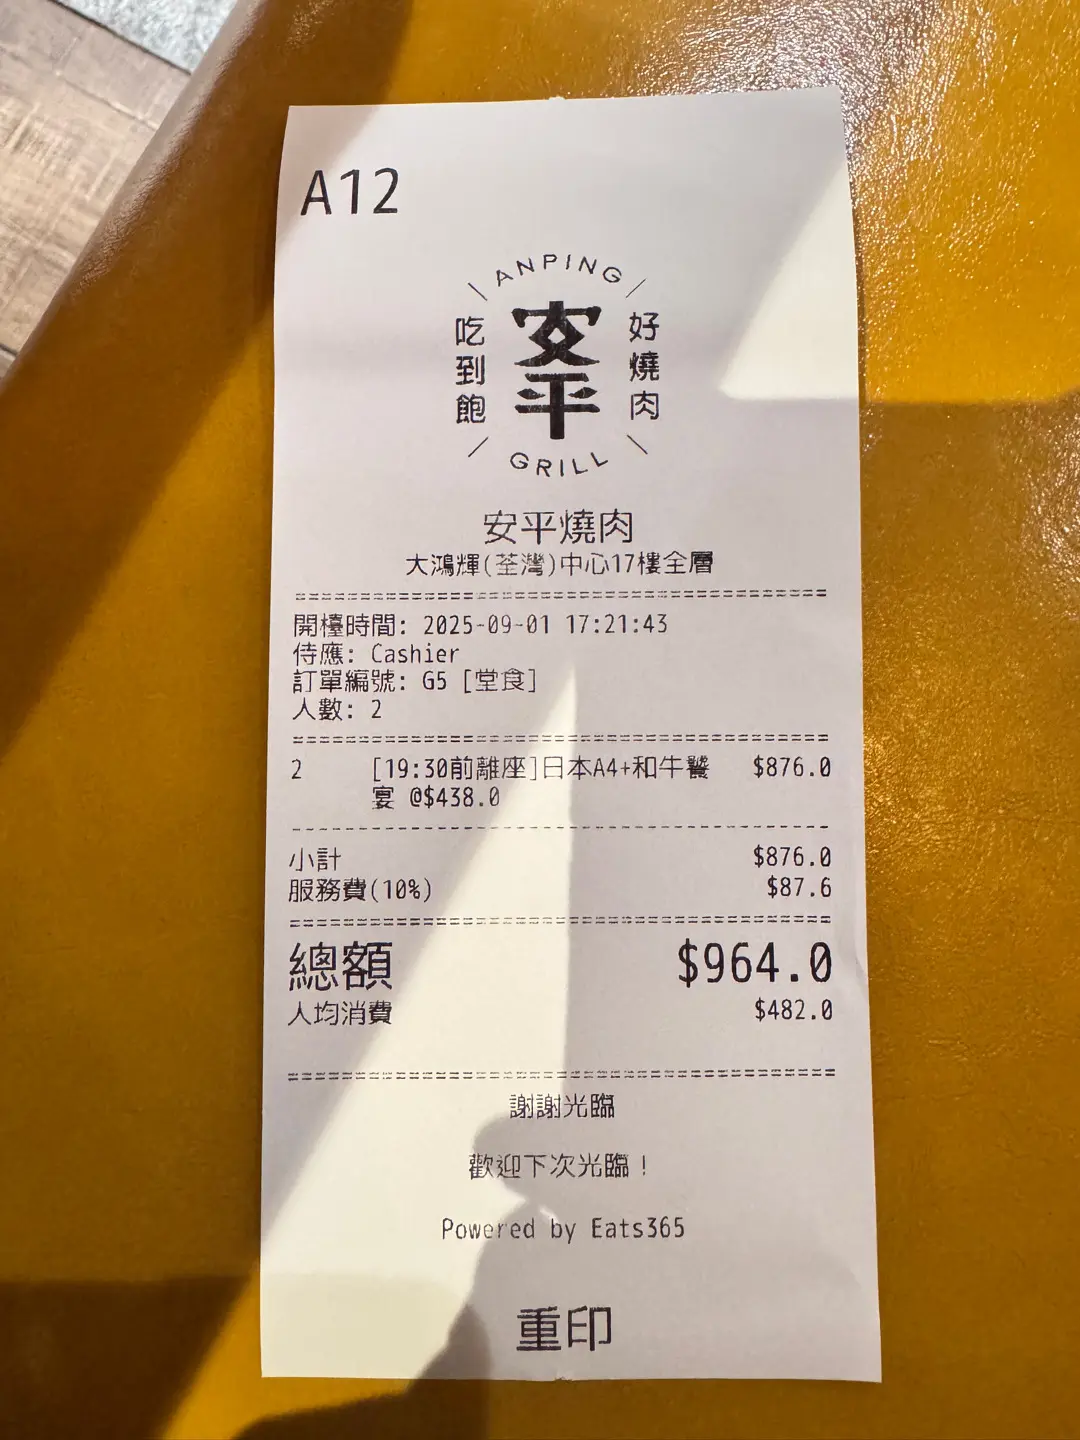 A12
ANPING
吃到飽
安平
好燒肉
GRILL
安平燒肉
大鴻輝(荃灣)中心17樓全層
開檯時間: 2025-09-01 17:21:43
侍應: Cashier
訂單編號: G5 [堂食]
人數: 2
2 [19:30前離座]日本A4+和牛饗 $876.0
宴 @$438.0
小計 $876.0
服務費(10%) $87.6
總額 $964.0
人均消費 $482.0
謝謝光臨
歡迎下次光臨！
Powered by Eats365
重印